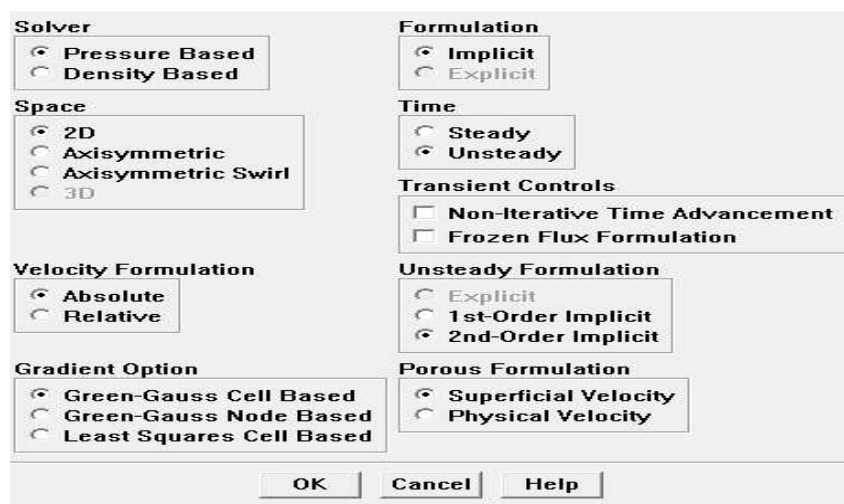 Solver
Pressure Based
Density Based
Formulation
Implicit
Explicit
Space
2D
Axisymmetric
Axisymmetric Swirl
3D
Time
Steady
Unsteady
Transient Controls
Non-Iterative Time Advancement
Frozen Flux Formulation
Velocity Formulation
Absolute
Relative
Unsteady Formulation
Explicit
1st-Order Implicit
2nd-Order Implicit
Gradient Option
Green-Gauss Cell Based
Green-Gauss Node Based
Least Squares Cell Based
Porous Formulation
Superficial Velocity
Physical Velocity
OK
Cancel
Help